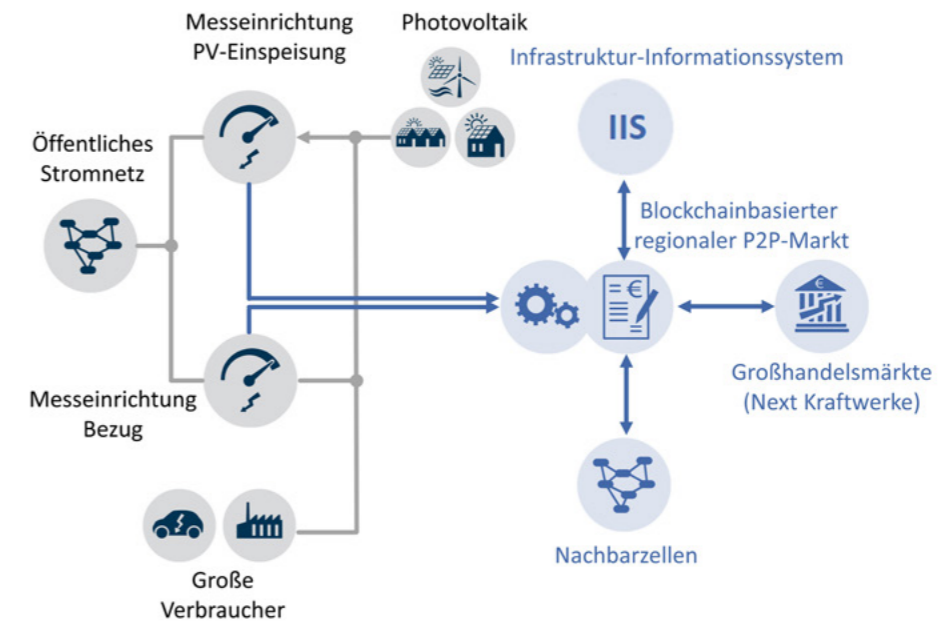 Messeinrichtung
PV-Einspeisung
Photovoltaik
Infrastruktur-Informationssystem
IIS
Öffentliches
Stromnetz
Blockchainbasierter
regionaler P2P-Markt
€
€
Großhandelsmärkte
(Next Kraftwerke)
Messeinrichtung
Bezug
Nachbarzellen
Große
Verbraucher